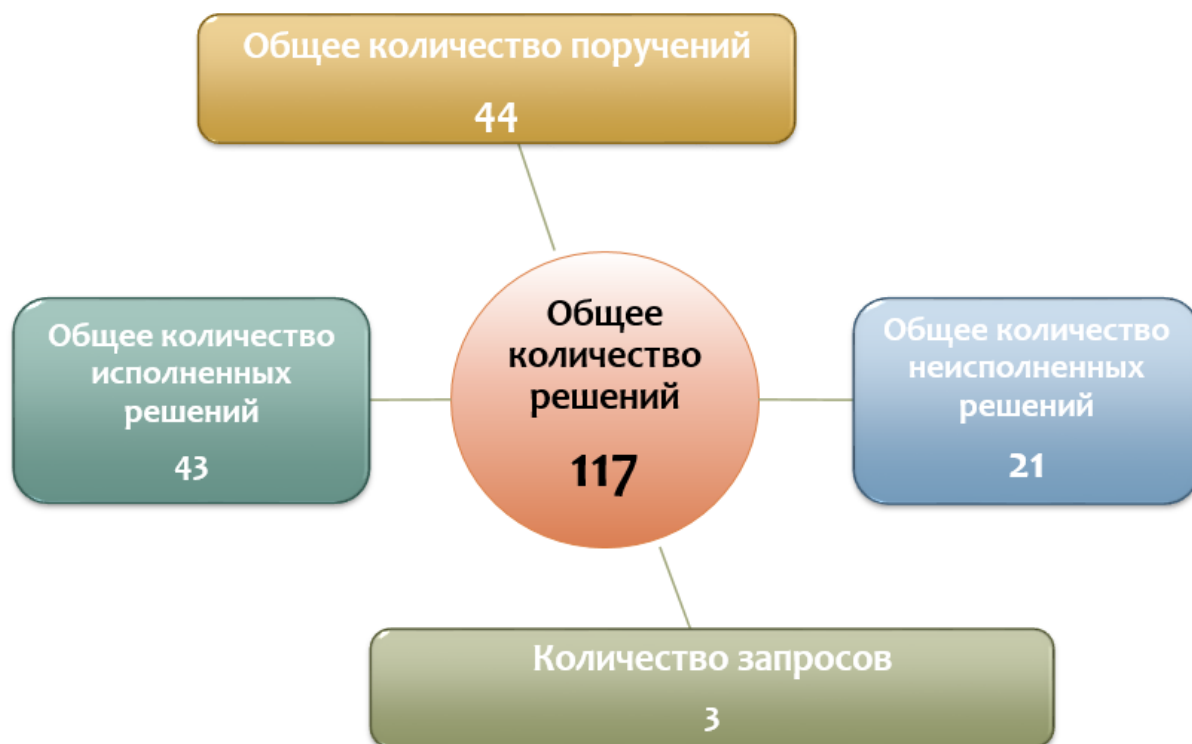 Общее количество поручений
44
Общее
количество
решений
117
Общее количество
исполненных
решений
43
Общее количество
неисполненных
решений
21
Количество запросов
3